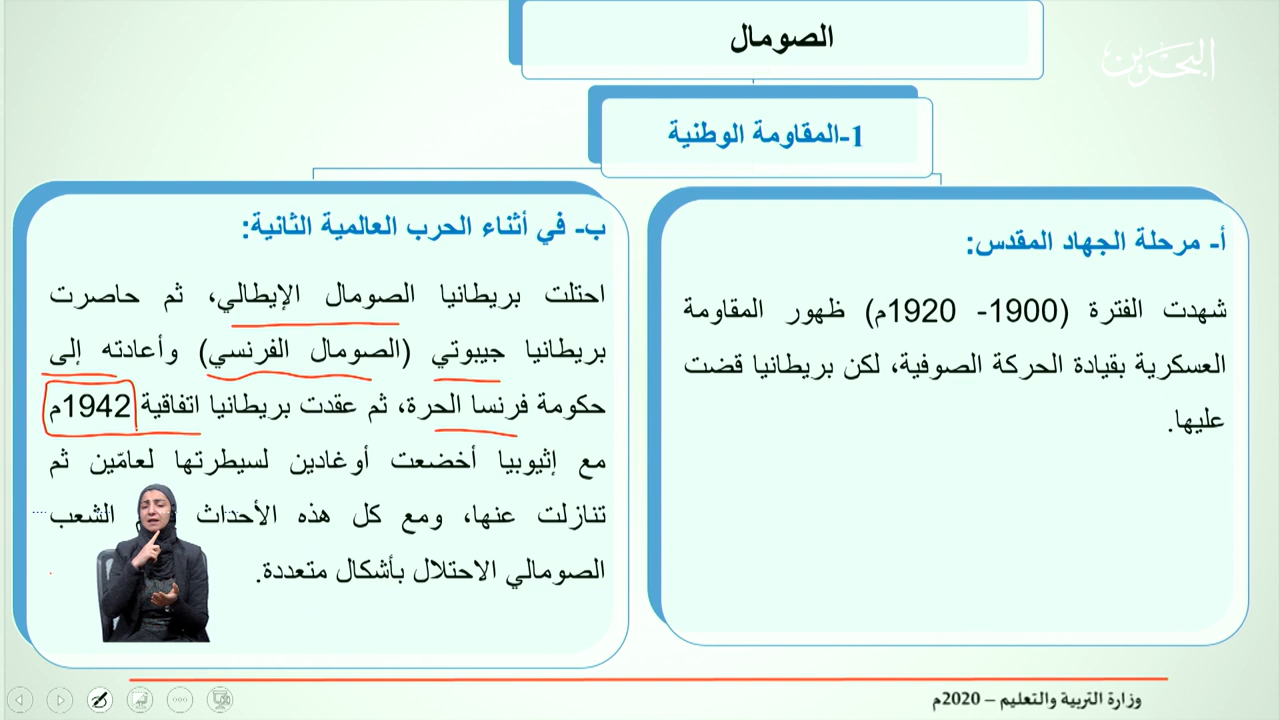 الصومال
البحرين
1-المقاومة الوطنية
أ- مرحلة الجهاد المقدس:
شهدت الفترة (1900- 1920م) ظهور المقاومة
العسكرية بقيادة الحركة الصوفية، لكن بريطانيا قضت
عليها.
ب- في أثناء الحرب العالمية الثانية:
احتلت بريطانيا الصومال الإيطالي، ثم حاصرت
بريطانيا جيبوتي (الصومال الفرنسي) وأعادته إلى
حكومة فرنسا الحرة، ثم عقدت بريطانيا اتفاقية 1942م
مع إثيوبيا أخضعت أوغادين لسيطرتها لعامّين ثم
تنازلت عنها، ومع كل هذه الأحداث الشعب
الصومالي الاحتلال بأشكال متعددة.
وزارة التربية والتعليم – 2020م